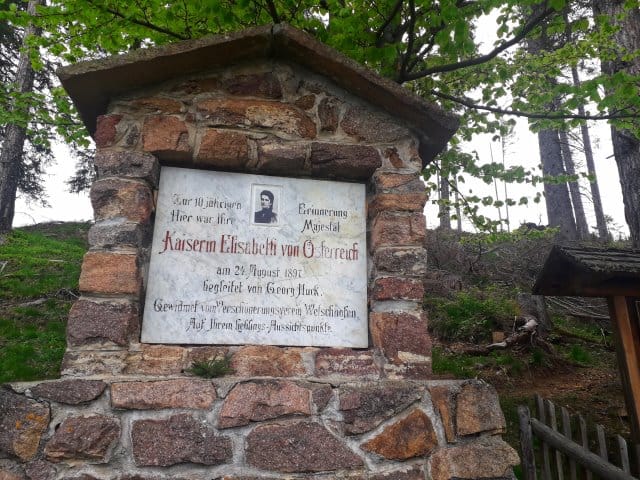 Zur 10 jährigen Erinnerung
Hier war Ihre Majestät
Kaiserin Elisabeth von Österreich
am 24. August 1897
begleitet von Georg Huck.
Gewidmet vom Verschönerungsverein Welschnofen
Auf Ihrem Lieblings-Aussichtspunkte